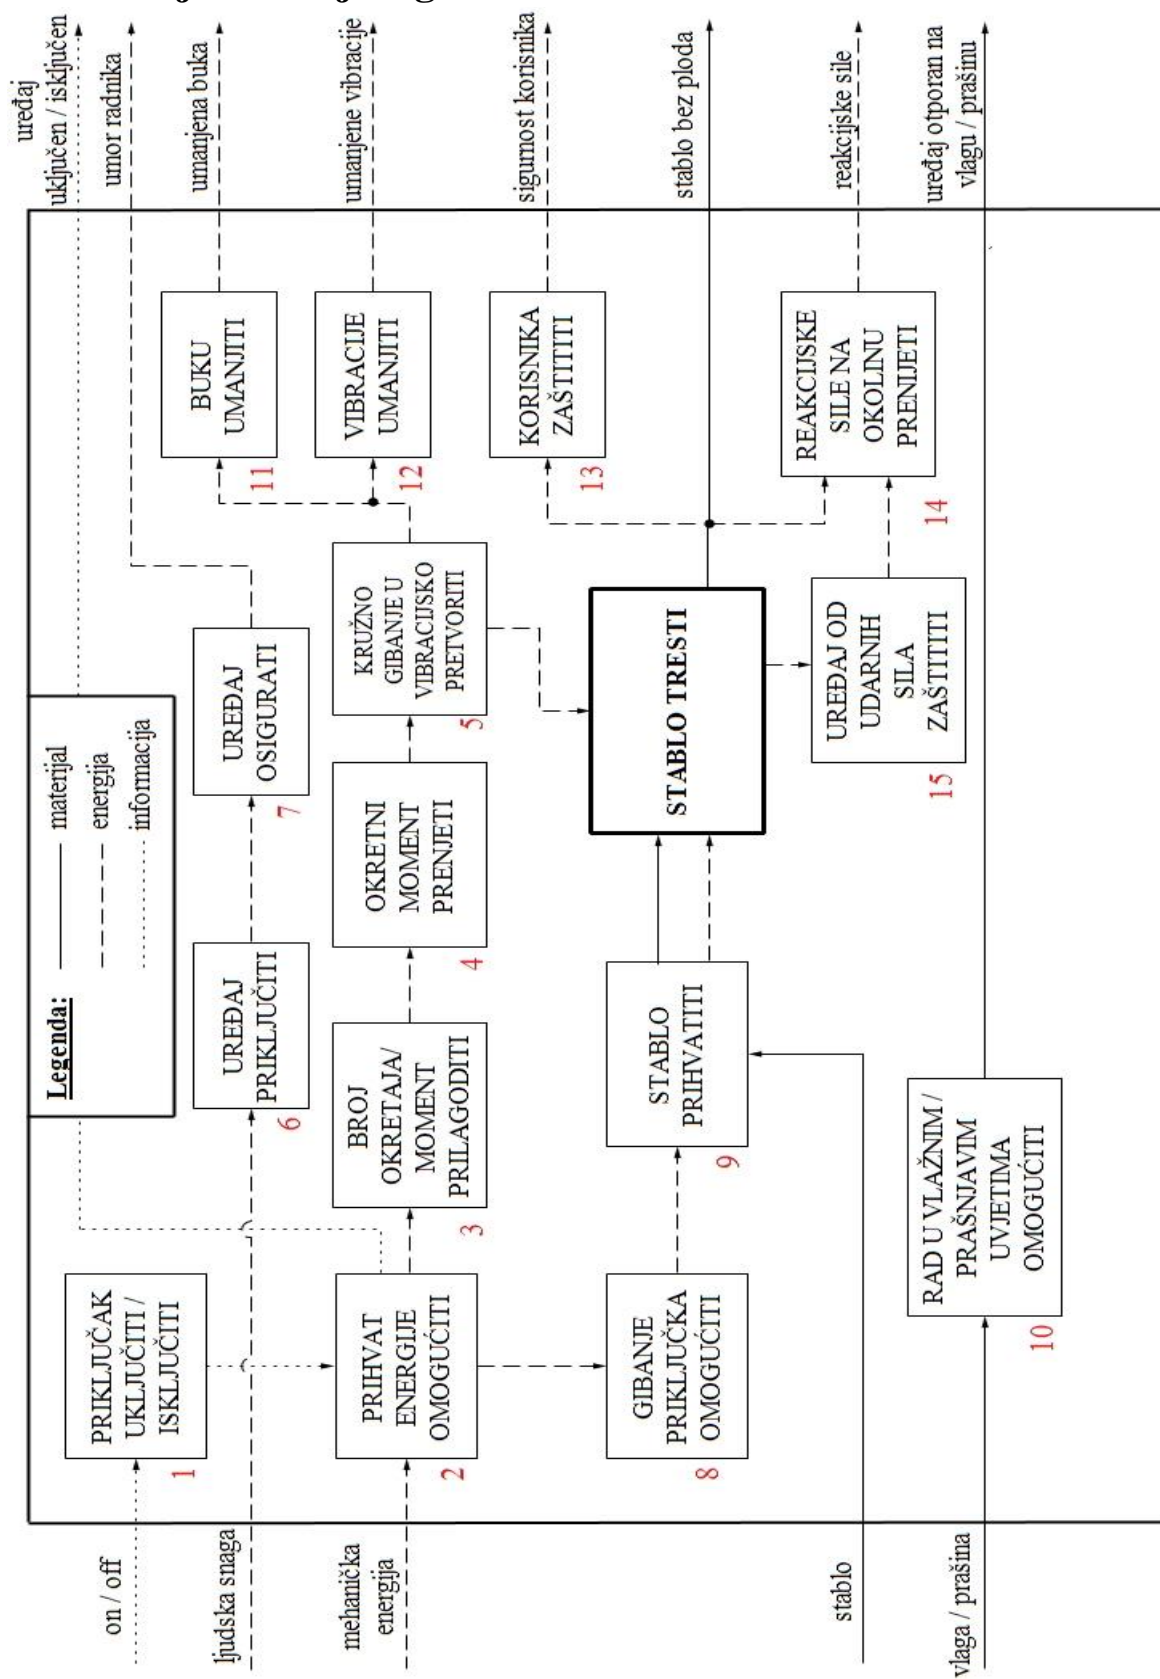 Legenda:
materijal
energija
informacija
on / off
ljudska snaga
mehanička
energija
stablo
vlaga / prašina
PRIKLJUČAK
UKLJUČITI /
ISKLJUČITI
1
PRIHVAT
ENERGIJE
OMOGUĆITI
2
BROJ
OKRETAJA/
MOMENT
PRILAGODITI
3
OKRETNI
MOMENT
PRENJETI
4
KRUŽNO
GIBANJE U
VIBRACIJSKO
PRETVORITI
5
UREĐAJ
PRIKLJUČITI
6
UREĐAJ
OSIGURATI
7
GIBANJE
PRIKLJUČKA
OMOGUĆITI
8
STABLO
PRIHVATITI
9
RAD U VLAŽNIM /
PRAŠNJAVIM
UVJETIMA
OMOGUĆITI
10
BUKU
UMANJITI
11
VIBRACIJE
UMANJITI
12
KORISNIKA
ZAŠTITITI
13
REAKCIJSKE
SILE NA
OKOLINU
PRENIJETI
14
UREĐAJ OD
UDARNIH
SILA
ZAŠTITITI
15
STABLO TRESTI
uređaj
uključen / isključen
umor radnika
umanjena buka
umanjene vibracije
sigurnost korisnika
stablo bez ploda
reakcijske sile
uređaj otporan na
vlagu / prašinu